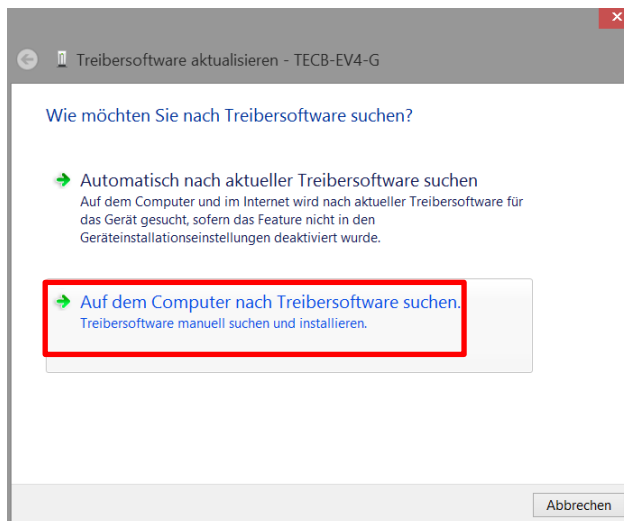 Treibersoftware aktualisieren - TECB-EV4-G
Wie möchten Sie nach Treibersoftware suchen?
Automatisch nach aktueller Treibersoftware suchen
Auf dem Computer und im Internet wird nach aktueller Treibersoftware für
das Gerät gesucht, sofern das Feature nicht in den
Geräteinstallationseinstellungen deaktiviert wurde.
Auf dem Computer nach Treibersoftware suchen.
Treibersoftware manuell suchen und installieren.
Abbrechen